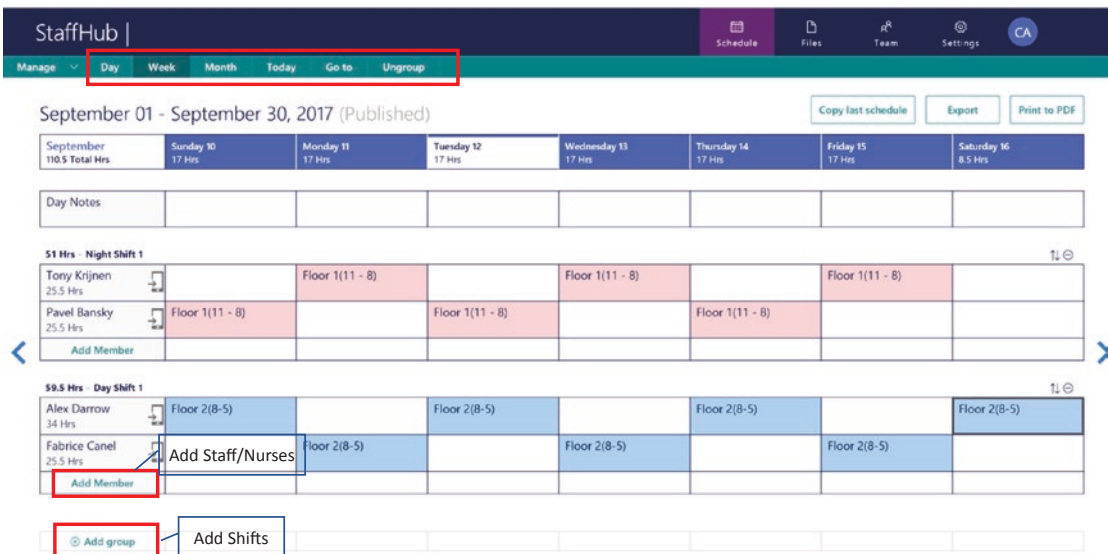 StaffHub |
Schedule Files Team Settings CA
Manage Day Week Month Today Go to Ungroup
September 01 - September 30, 2017 (Published)
Copy last schedule Export Print to PDF
September Sunday 10 Monday 11 Tuesday 12 Wednesday 13 Thursday 14 Friday 15 Saturday 16
110.5 Total Hrs 17 Hrs 17 Hrs 17 Hrs 17 Hrs 17 Hrs 17 Hrs 8.5 Hrs
Day Notes
51 Hrs - Night Shift 1
Tony Krijnen Floor 1(11 - 8) Floor 1(11 - 8) Floor 1(11 - 8)
25.5 Hrs
Pavel Bansky Floor 1(11 - 8) Floor 1(11 - 8) Floor 1(11 - 8)
25.5 Hrs
Add Member
59.5 Hrs - Day Shift 1
Alex Darrow Floor 2(8-5) Floor 2(8-5) Floor 2(8-5) Floor 2(8-5)
34 Hrs
Fabrice Canel Floor 2(8-5) Floor 2(8-5) Floor 2(8-5)
25.5 Hrs
Add Staff/Nurses
Add Member
Add group Add Shifts